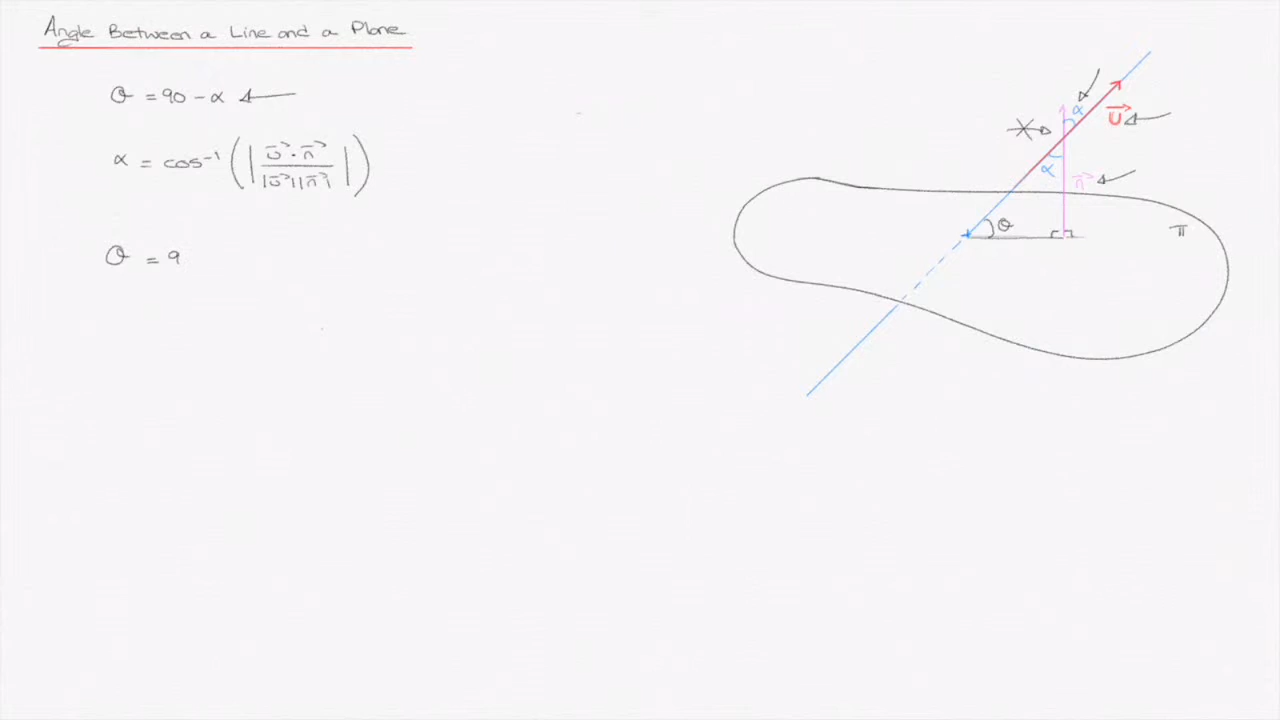 Angle Between a Line and a Plane
θ = 90 - α
α = cos⁻¹ ( | u⃗ · n⃗ / |u⃗||n⃗| | )
θ = 9
α
u⃗
α
n⃗
θ
π